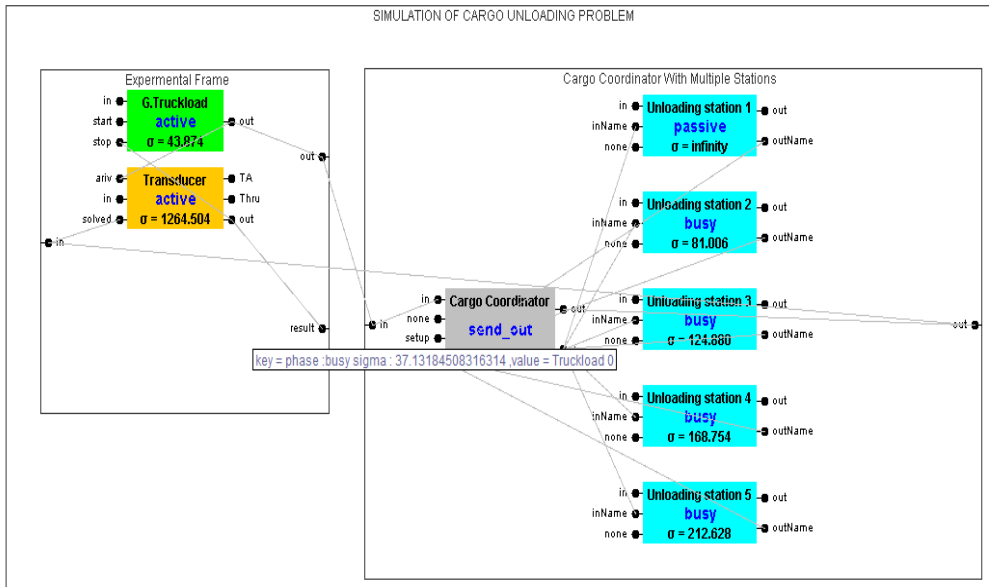 SIMULATION OF CARGO UNLOADING PROBLEM
Expermental Frame
in
G.Truckload
start
active
out
stop
σ = 43.874
out
ariv
Transducer
TA
in
active
Thru
solved
σ = 1264.504
out
in
result
Cargo Coordinator With Multiple Stations
in
Unloading station 1
out
inName
passive
none
σ = infinity
outName
in
Unloading station 2
out
inName
busy
none
σ = 81.006
outName
in
Cargo Coordinator
out
none
send_out
setup
in
in
Unloading station 3
out
inName
busy
none
σ = 124.880
outName
out
key = phase :busy sigma : 37.13184508316314 ,value = Truckload 0
in
Unloading station 4
out
inName
busy
none
σ = 168.754
outName
in
Unloading station 5
out
inName
busy
none
σ = 212.628
outName